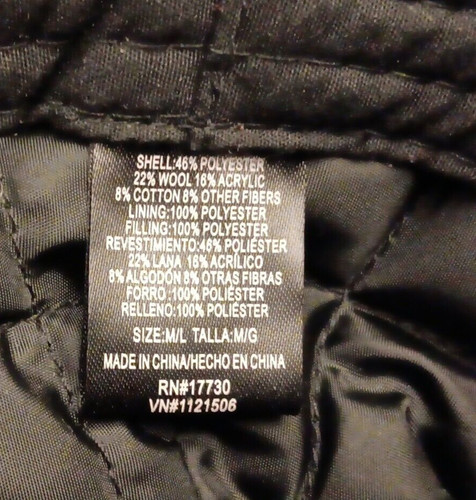 SHELL:46% POLYESTER
22% WOOL 16% ACRYLIC
8% COTTON 8% OTHER FIBERS
LINING:100% POLYESTER
FILLING:100% POLYESTER
REVESTIMIENTO:46% POLIÉSTER
22% LANA 16% ACRÍLICO
8% ALGODÓN 8% OTRAS FIBRAS
FORRO:100% POLIÉSTER
RELLENO:100% POLIÉSTER
SIZE:M/L TALLA:M/G
MADE IN CHINA/HECHO EN CHINA
RN#17730
VN#1121506